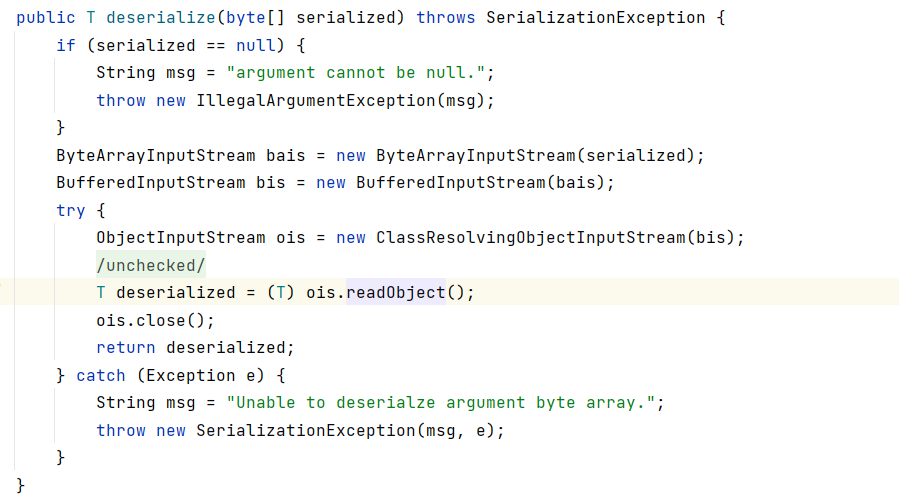 public T deserialize(byte[] serialized) throws SerializationException {
    if (serialized == null) {
        String msg = "argument cannot be null.";
        throw new IllegalArgumentException(msg);
    }
    ByteArrayInputStream bais = new ByteArrayInputStream(serialized);
    BufferedInputStream bis = new BufferedInputStream(bais);
    try {
        ObjectInputStream ois = new ClassResolvingObjectInputStream(bis);
        /unchecked/
        T deserialized = (T) ois.readObject();
        ois.close();
        return deserialized;
    } catch (Exception e) {
        String msg = "Unable to deserialze argument byte array.";
        throw new SerializationException(msg, e);
    }
}